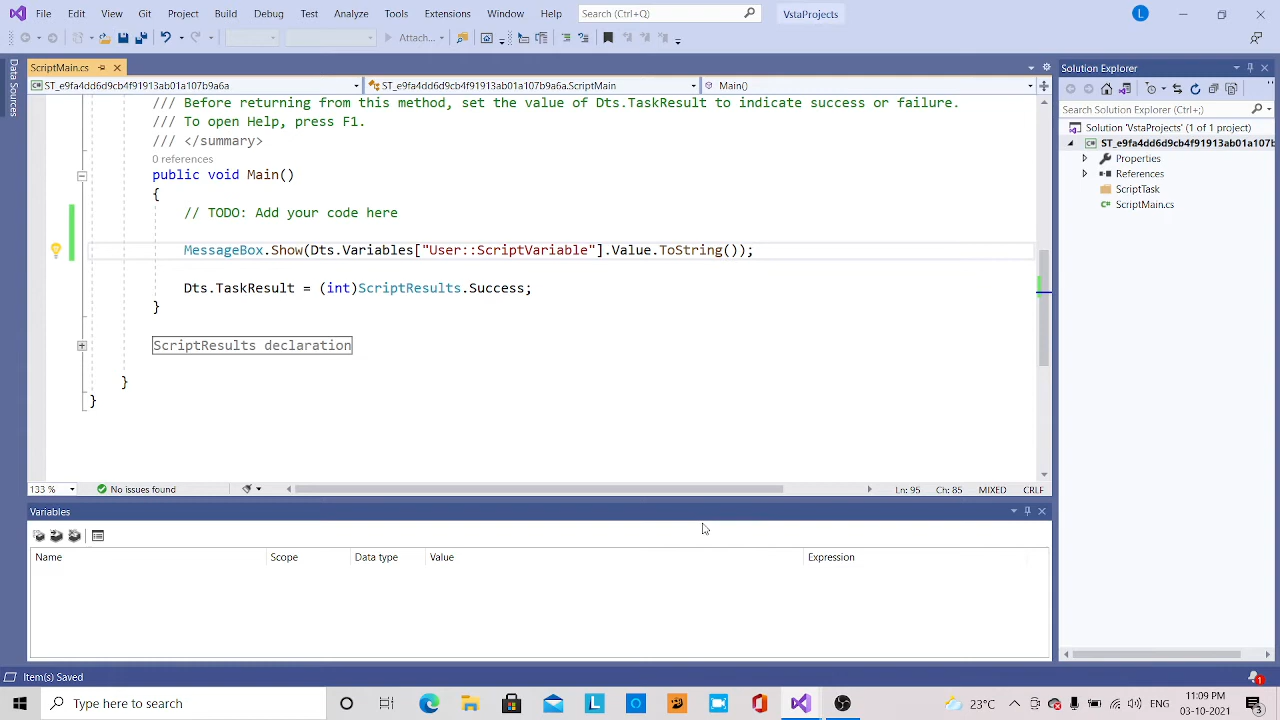 File Edit View Git Project Build Debug Test Analyze Tools Extensions Window Help Search (Ctrl+Q) VstaProjects L
Attach...
ScriptMain.cs
Data Sources
ST_e9fa4dd6d9cb4f91913ab01a107b9a6a ST_e9fa4dd6d9cb4f91913ab01a107b9a6a.ScriptMain Main()
/// Before returning from this method, set the value of Dts.TaskResult to indicate success or failure.
/// To open Help, press F1.
/// </summary>
0 references
public void Main()
{
// TODO: Add your code here
MessageBox.Show(Dts.Variables["User::ScriptVariable"].Value.ToString());
Dts.TaskResult = (int)ScriptResults.Success;
}
ScriptResults declaration
}
}
133 % No issues found Ln: 95 Ch: 85 MIXED CRLF
Variables
Name Scope Data type Value Expression
Solution Explorer
Search Solution Explorer (Ctrl+;)
Solution 'VstaProjects' (1 of 1 project)
ST_e9fa4dd6d9cb4f91913ab01a107b
Properties
References
ScriptTask
ScriptMain.cs
Item(s) Saved
1
Type here to search
L
23°C ENG 11:09 PM
03-10-2021
3